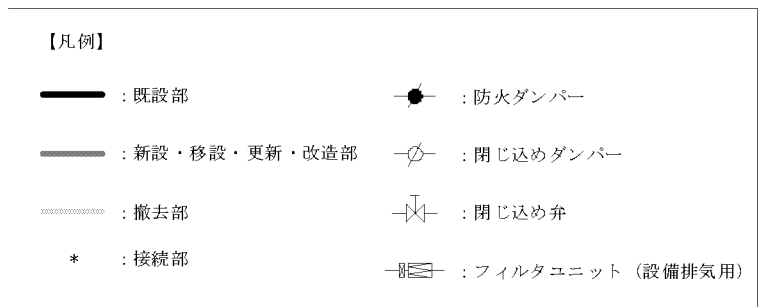 【凡例】
：既設部
：防火ダンパー
：新設・移設・更新・改造部
：閉じ込めダンパー
：撤去部
：閉じ込め弁
* ：接続部
：フィルタユニット（設備排気用）